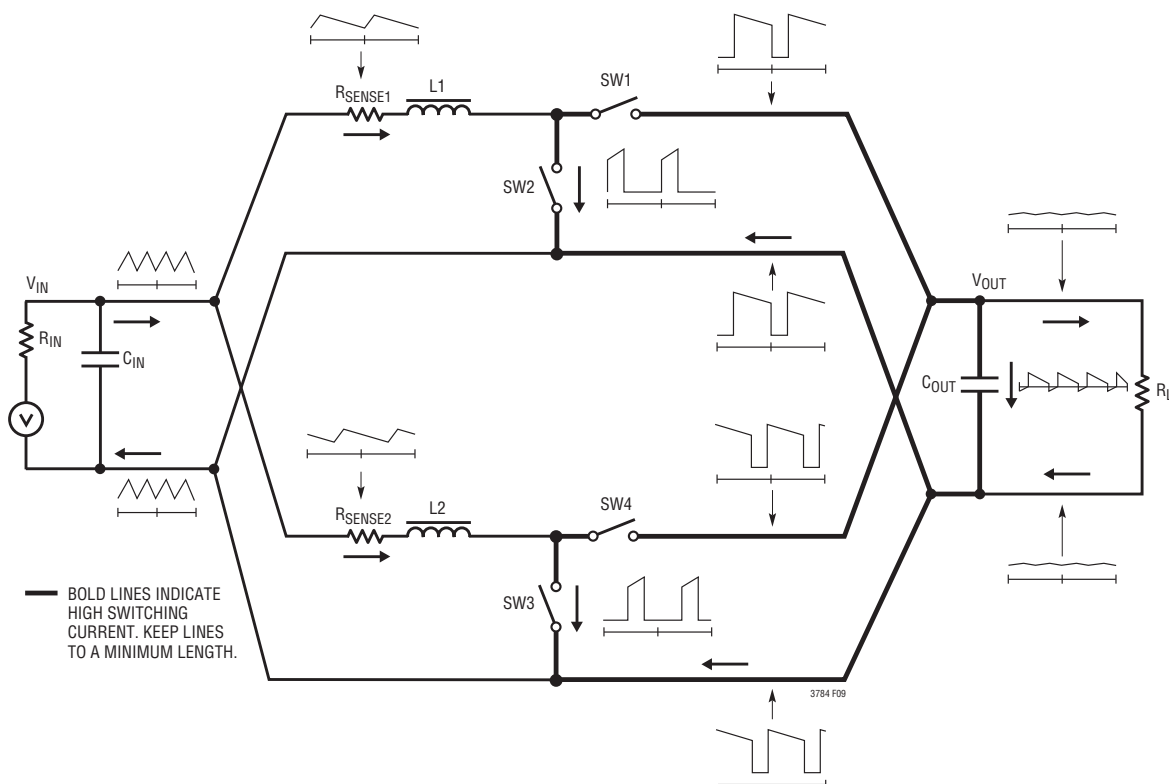 RSENSE1
L1
SW1
SW2
VIN
RIN
CIN
V
VOUT
COUT
RL
RSENSE2
L2
SW4
SW3
BOLD LINES INDICATE
HIGH SWITCHING
CURRENT. KEEP LINES
TO A MINIMUM LENGTH.
3784 F09